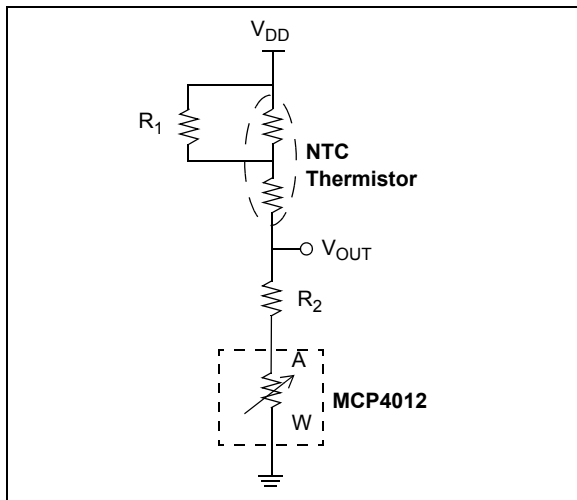 V_DD
R_1
NTC
Thermistor
V_OUT
R_2
A
MCP4012
W